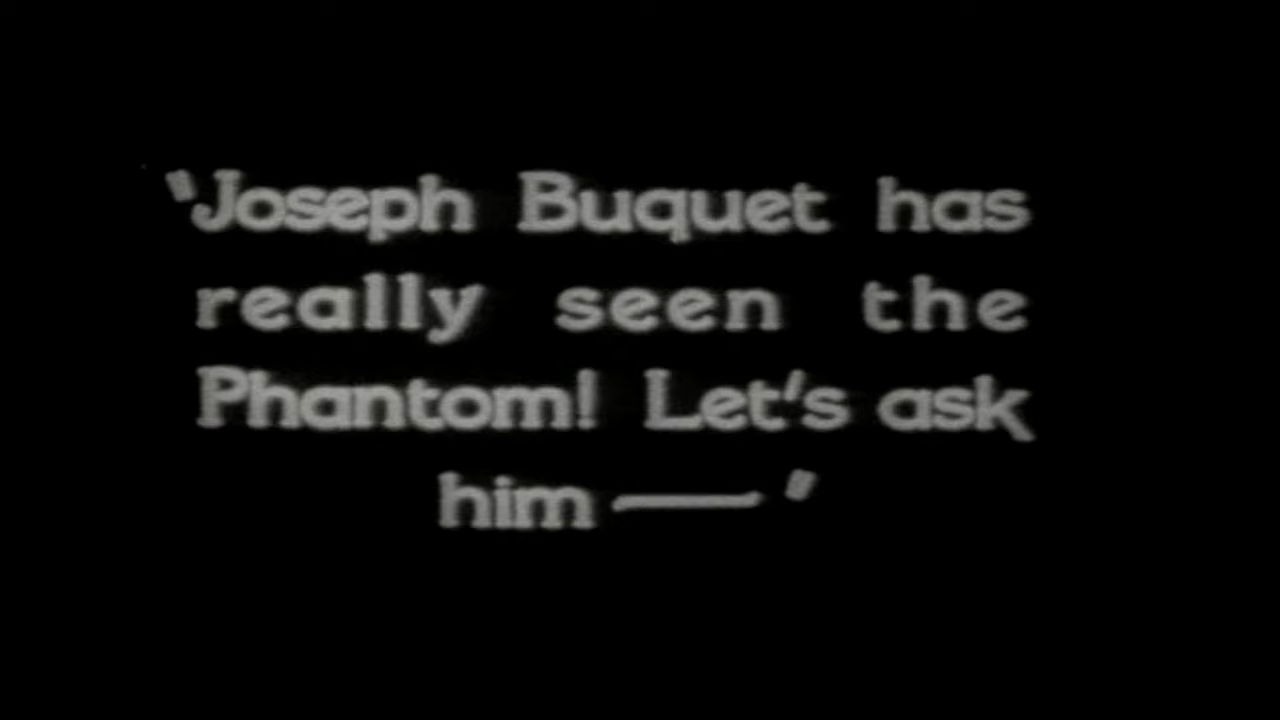 "Joseph Buquet has
really seen the
Phantom! Let's ask
him — "